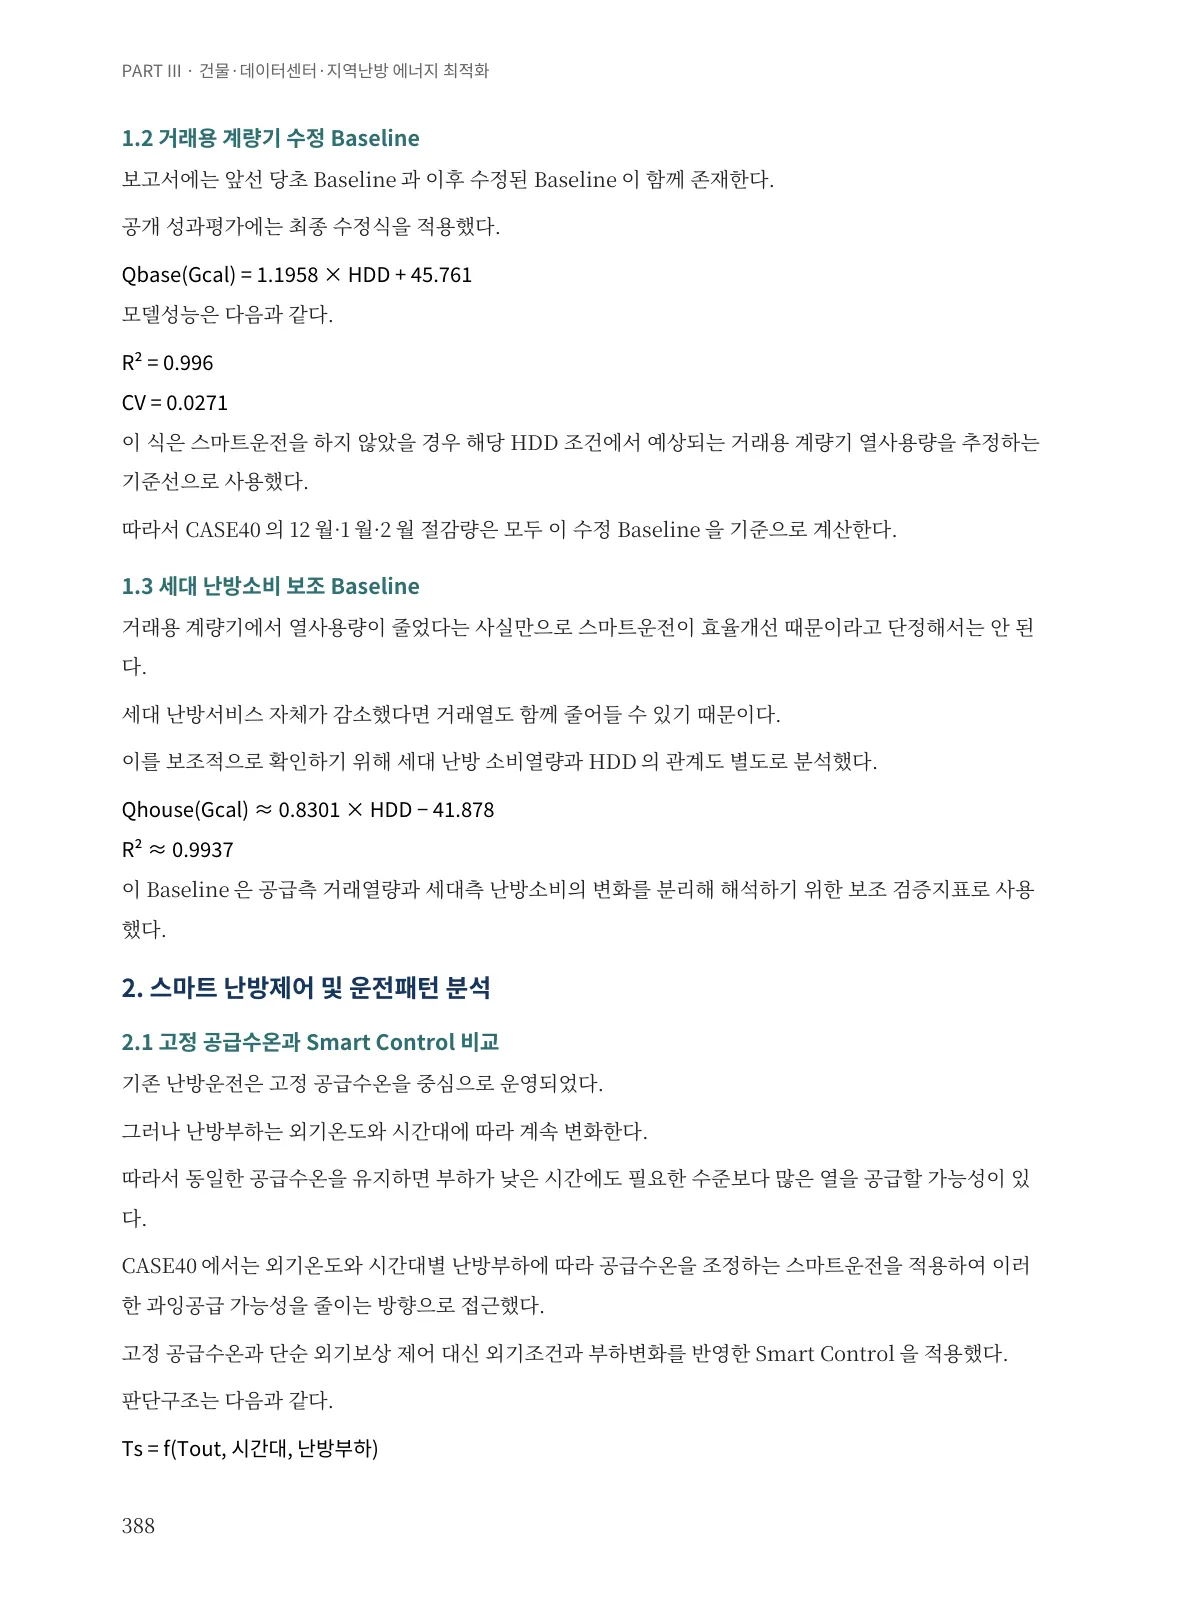 PART III · 건물·데이터센터·지역난방 에너지 최적화
1.2 거래용 계량기 수정 Baseline
보고서에는 앞선 당초 Baseline 과 이후 수정된 Baseline 이 함께 존재한다.
공개 성과평가에는 최종 수정식을 적용했다.
Qbase(Gcal) = 1.1958 × HDD + 45.761
모델성능은 다음과 같다.
R² = 0.996
CV = 0.0271
이 식은 스마트운전을 하지 않았을 경우 해당 HDD 조건에서 예상되는 거래용 계량기 열사용량을 추정하는
기준선으로 사용했다.
따라서 CASE40 의 12 월·1 월·2 월 절감량은 모두 이 수정 Baseline 을 기준으로 계산한다.
1.3 세대 난방소비 보조 Baseline
거래용 계량기에서 열사용량이 줄었다는 사실만으로 스마트운전이 효율개선 때문이라고 단정해서는 안 된
다.
세대 난방서비스 자체가 감소했다면 거래열도 함께 줄어들 수 있기 때문이다.
이를 보조적으로 확인하기 위해 세대 난방 소비열량과 HDD 의 관계도 별도로 분석했다.
Qhouse(Gcal) ≈ 0.8301 × HDD − 41.878
R² ≈ 0.9937
이 Baseline 은 공급측 거래열량과 세대측 난방소비의 변화를 분리해 해석하기 위한 보조 검증지표로 사용
했다.
2. 스마트 난방제어 및 운전패턴 분석
2.1 고정 공급수온과 Smart Control 비교
기존 난방운전은 고정 공급수온을 중심으로 운영되었다.
그러나 난방부하는 외기온도와 시간대에 따라 계속 변화한다.
따라서 동일한 공급수온을 유지하면 부하가 낮은 시간에도 필요한 수준보다 많은 열을 공급할 가능성이 있
다.
CASE40 에서는 외기온도와 시간대별 난방부하에 따라 공급수온을 조정하는 스마트운전을 적용하여 이러
한 과잉공급 가능성을 줄이는 방향으로 접근했다.
고정 공급수온과 단순 외기보상 제어 대신 외기조건과 부하변화를 반영한 Smart Control 을 적용했다.
판단구조는 다음과 같다.
Ts = f(Tout, 시간대, 난방부하)
388